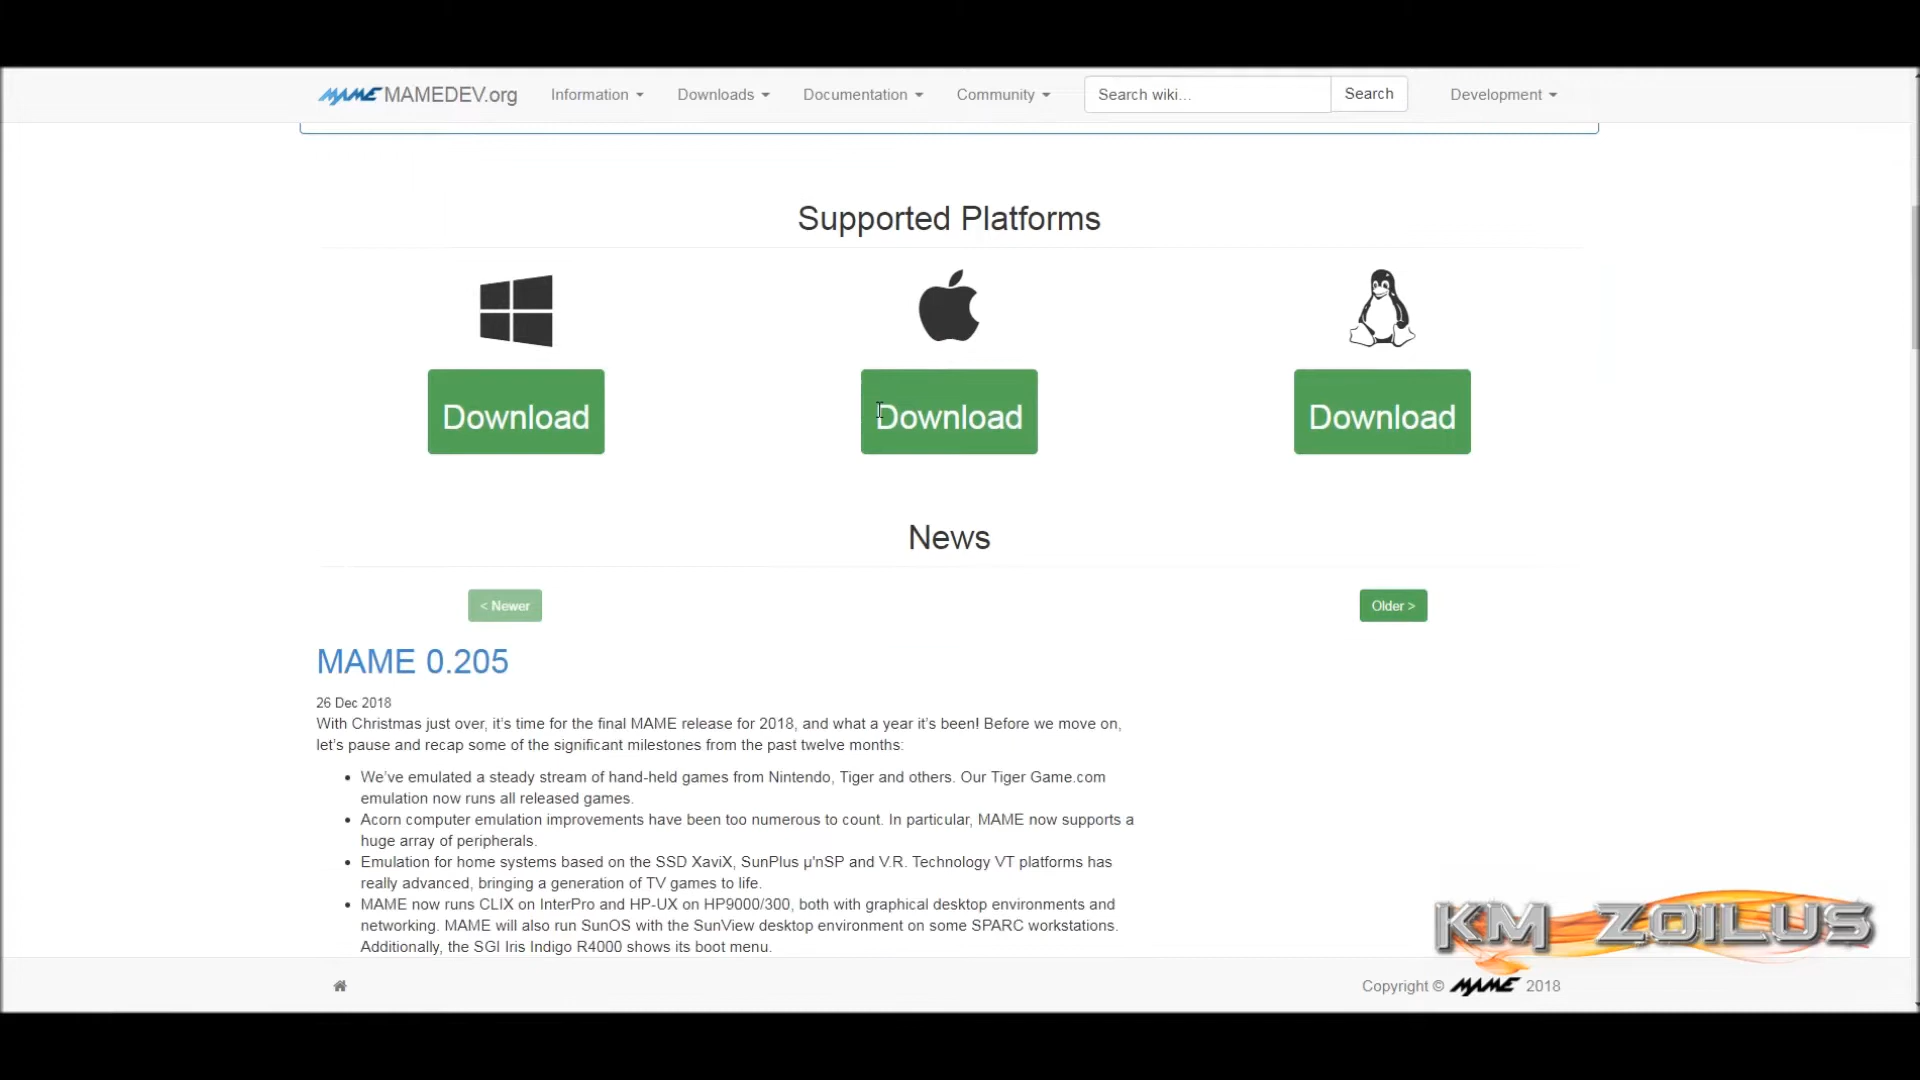 MAME MAMEDEV.org Information Downloads Documentation Community Search wiki... Search Development
Supported Platforms
Download Download Download
News
< Newer Older >
MAME 0.205
26 Dec 2018
With Christmas just over, it’s time for the final MAME release for 2018, and what a year it’s been! Before we move on,
let’s pause and recap some of the significant milestones from the past twelve months:
• We’ve emulated a steady stream of hand-held games from Nintendo, Tiger and others. Our Tiger Game.com
emulation now runs all released games.
• Acorn computer emulation improvements have been too numerous to count. In particular, MAME now supports a
huge array of peripherals.
• Emulation for home systems based on the SSD XaviX, SunPlus µ'nSP and V.R. Technology VT platforms has
really advanced, bringing a generation of TV games to life.
• MAME now runs CLIX on InterPro and HP-UX on HP9000/300, both with graphical desktop environments and
networking. MAME will also run SunOS with the SunView desktop environment on some SPARC workstations.
Additionally, the SGI Iris Indigo R4000 shows its boot menu.
KM ZOILUS
Copyright © MAME 2018